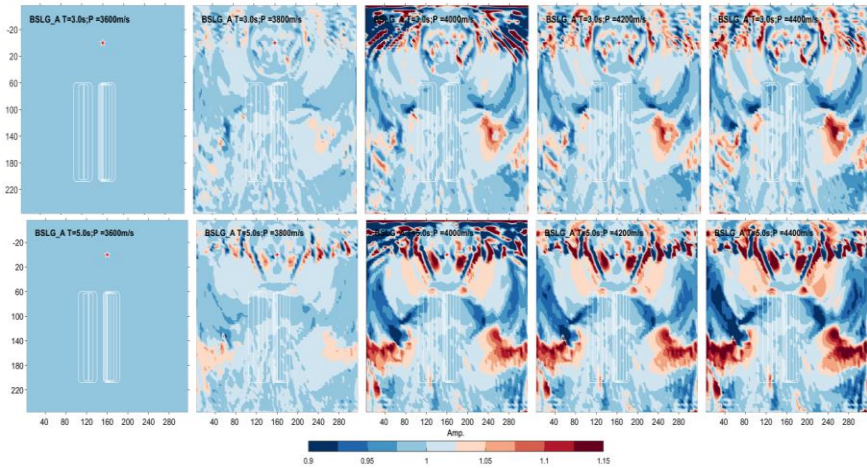 BSLG_A T=3.0s;P =3600m/s
BSLG_A T=3.0s;P =3800m/s
BSLG_A T=3.0s;P =4000m/s
BSLG_A T=3.0s;P =4200m/s
BSLG_A T=3.0s;P =4400m/s
-20
20
60
100
140
180
220
BSLG_A T=5.0s;P =3600m/s
BSLG_A T=5.0s;P =3800m/s
BSLG_A T=5.0s;P =4000m/s
BSLG_A T=5.0s;P =4200m/s
BSLG_A T=5.0s;P =4400m/s
-20
20
60
100
140
180
220
40 80 120 160 200 240 280 40 80 120 160 200 240 280 40 80 120 160 200 240 280 40 80 120 160 200 240 280 40 80 120 160 200 240 280
Amp.
0.9 0.95 1 1.05 1.1 1.15